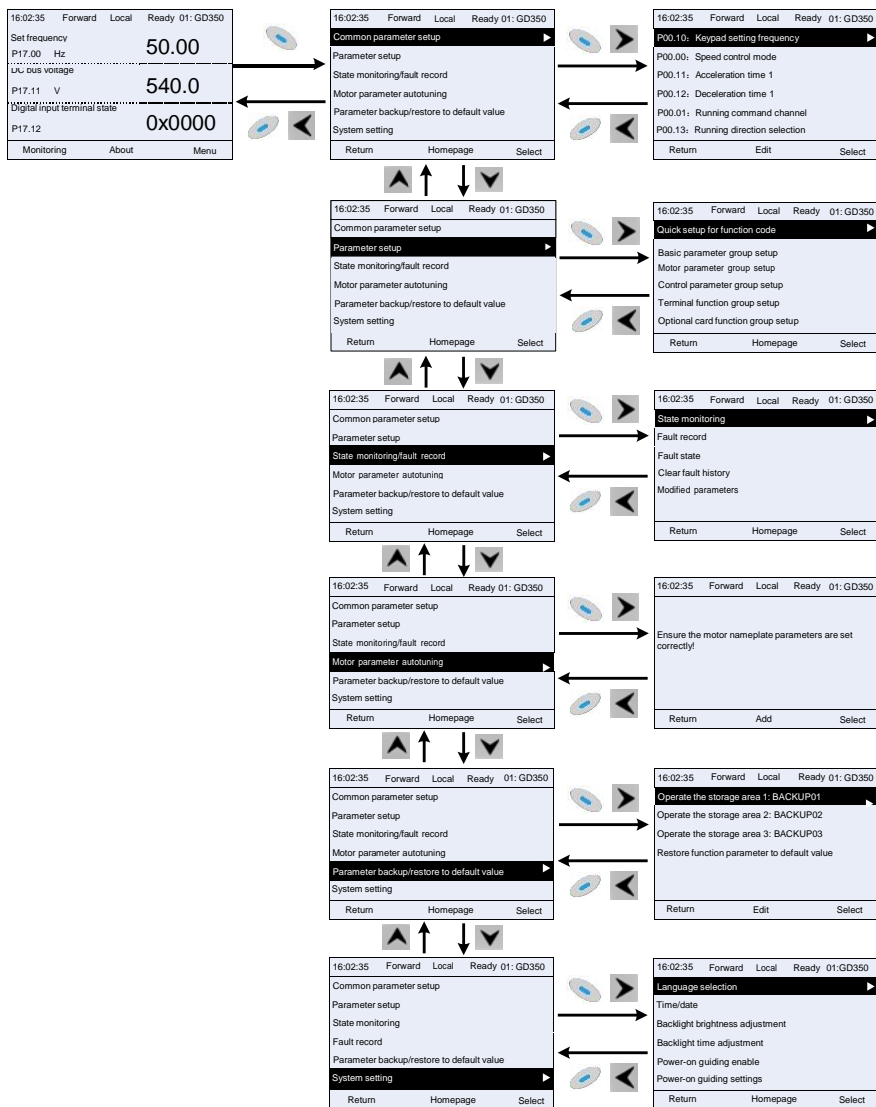 16:02:35 Forward Local Ready 01: GD350
Set frequency
P17.00 Hz 50.00
DC bus voltage
P17.11 V 540.0
Digital input terminal state
P17.12 0x0000
Monitoring About Menu
16:02:35 Forward Local Ready 01: GD350
Common parameter setup
Parameter setup
State monitoring/fault record
Motor parameter autotuning
Parameter backup/restore to default value
System setting
Return Homepage Select
16:02:35 Forward Local Ready 01: GD350
P00.10: Keypad setting frequency
P00.00: Speed control mode
P00.11: Acceleration time 1
P00.12: Deceleration time 1
P00.01: Running command channel
P00.13: Running direction selection
Return Edit Select
16:02:35 Forward Local Ready 01: GD350
Common parameter setup
Parameter setup
State monitoring/fault record
Motor parameter autotuning
Parameter backup/restore to default value
System setting
Return Homepage Select
16:02:35 Forward Local Ready 01: GD350
Quick setup for function code
Basic parameter group setup
Motor parameter group setup
Control parameter group setup
Terminal function group setup
Optional card function group setup
Return Homepage Select
16:02:35 Forward Local Ready 01: GD350
Common parameter setup
Parameter setup
State monitoring/fault record
Motor parameter autotuning
Parameter backup/restore to default value
System setting
Return Homepage Select
16:02:35 Forward Local Ready 01: GD350
State monitoring
Fault record
Fault state
Clear fault history
Modified parameters
Return Homepage Select
16:02:35 Forward Local Ready 01: GD350
Common parameter setup
Parameter setup
State monitoring/fault record
Motor parameter autotuning
Parameter backup/restore to default value
System setting
Return Homepage Select
16:02:35 Forward Local Ready 01: GD350
Ensure the motor nameplate parameters are set
correctly!
Return Add Select
16:02:35 Forward Local Ready 01: GD350
Common parameter setup
Parameter setup
State monitoring/fault record
Motor parameter autotuning
Parameter backup/restore to default value
System setting
Return Homepage Select
16:02:35 Forward Local Ready 01: GD350
Operate the storage area 1: BACKUP01
Operate the storage area 2: BACKUP02
Operate the storage area 3: BACKUP03
Restore function parameter to default value
Return Edit Select
16:02:35 Forward Local Ready 01: GD350
Common parameter setup
Parameter setup
State monitoring
Fault record
Parameter backup/restore to default value
System setting
Return Homepage Select
16:02:35 Forward Local Ready 01:GD350
Language selection
Time/date
Backlight brightness adjustment
Backlight time adjustment
Power-on guiding enable
Power-on guiding settings
Return Homepage Select